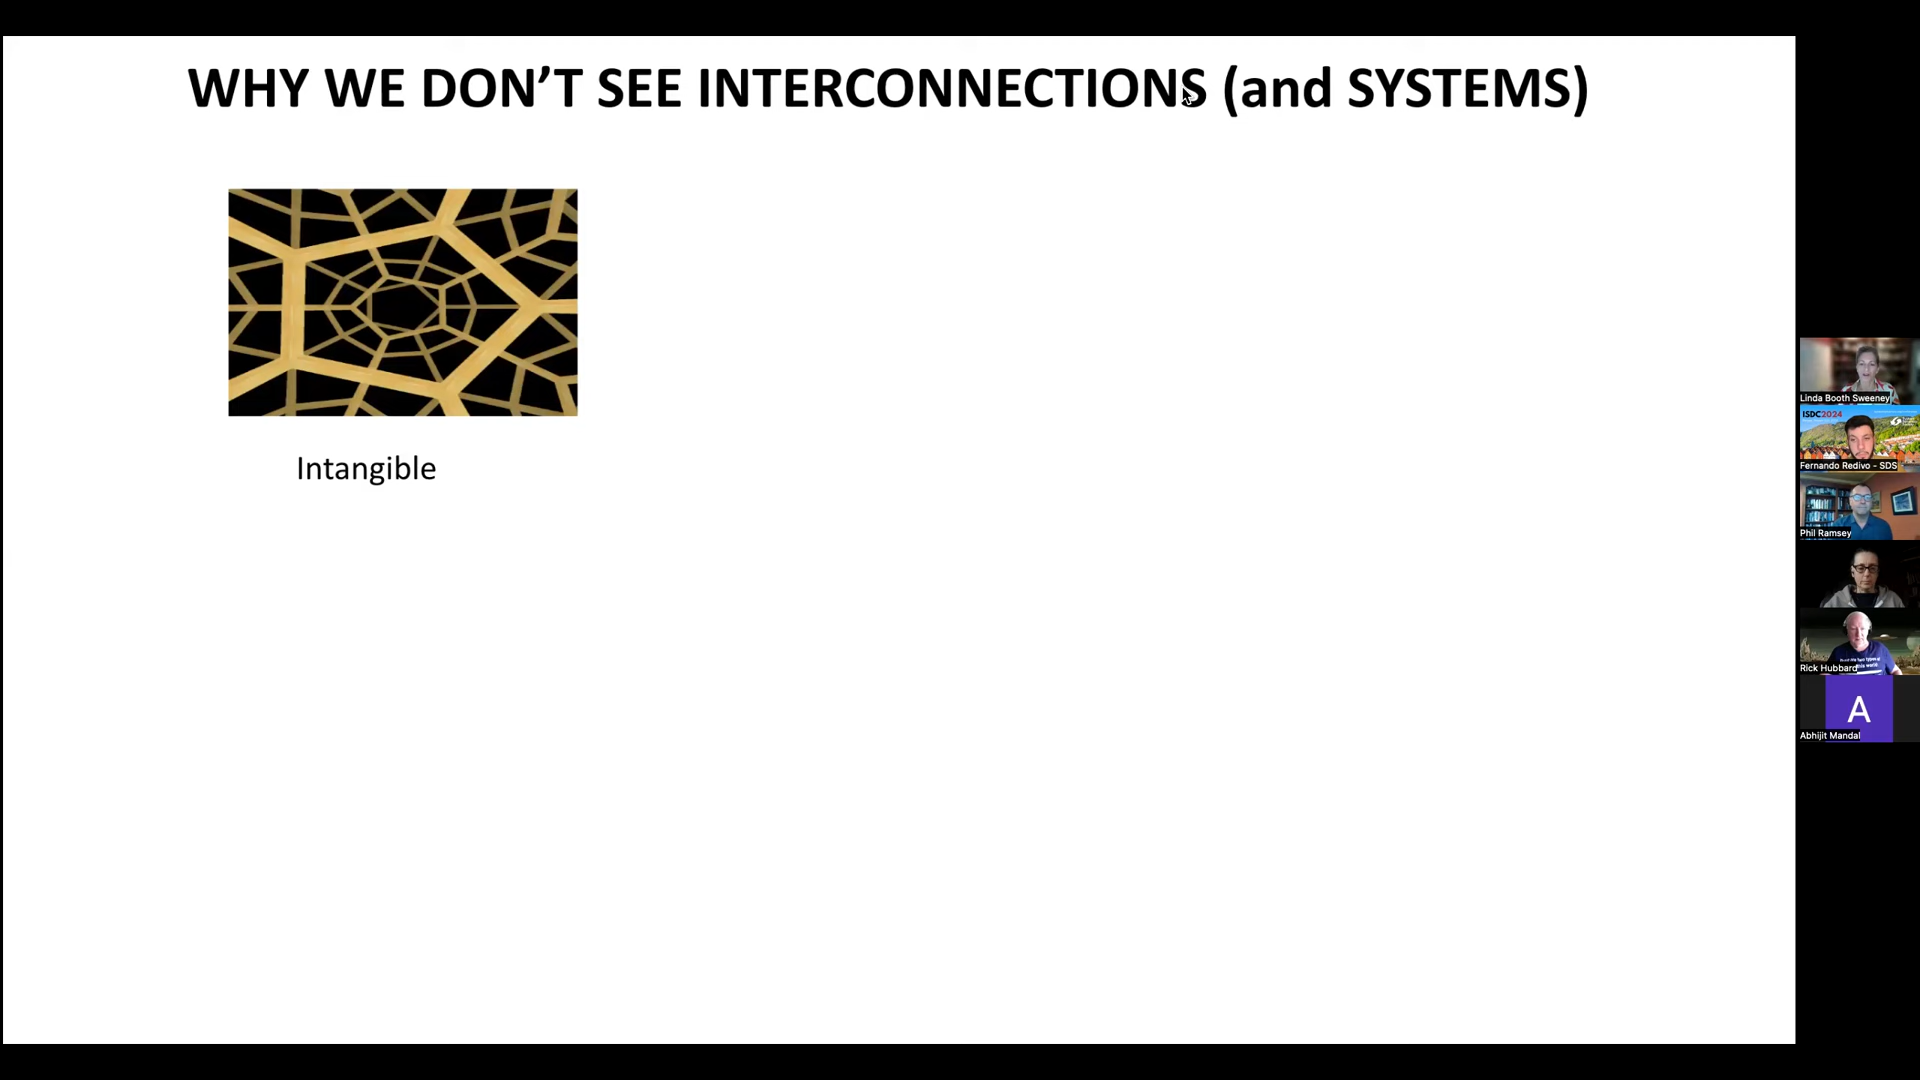 WHY WE DON’T SEE INTERCONNECTIONS (and SYSTEMS)
Intangible
Linda Booth Sweeney
ISDC2024
Fernando Redivo - SDS
Phil Ramsey
Rick Hubbard
A
Abhijit Mandal